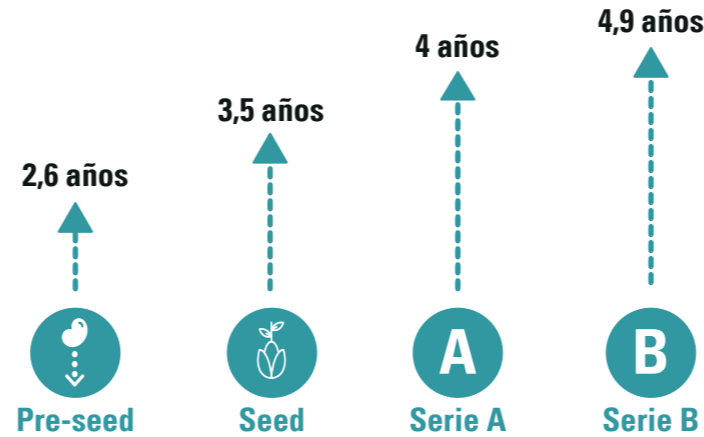 4,9 años
4 años
3,5 años
2,6 años
A
B
Pre-seed
Seed
Serie A
Serie B